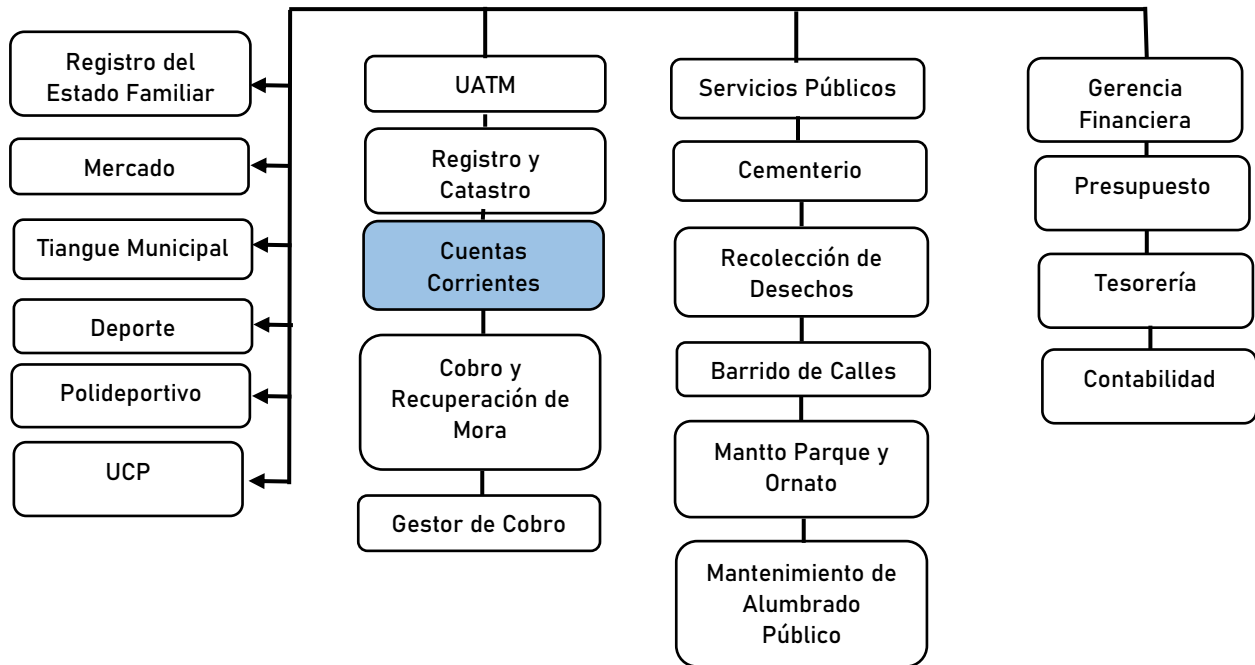 Registro del
Estado Familiar
Mercado
Tiangue Municipal
Deporte
Polideportivo
UCP
UATM
Registro y
Catastro
Cuentas
Corrientes
Cobro y
Recuperación de
Mora
Gestor de Cobro
Servicios Públicos
Cementerio
Recolección de
Desechos
Barrido de Calles
Mantto Parque y
Ornato
Mantenimiento de
Alumbrado
Público
Gerencia
Financiera
Presupuesto
Tesorería
Contabilidad